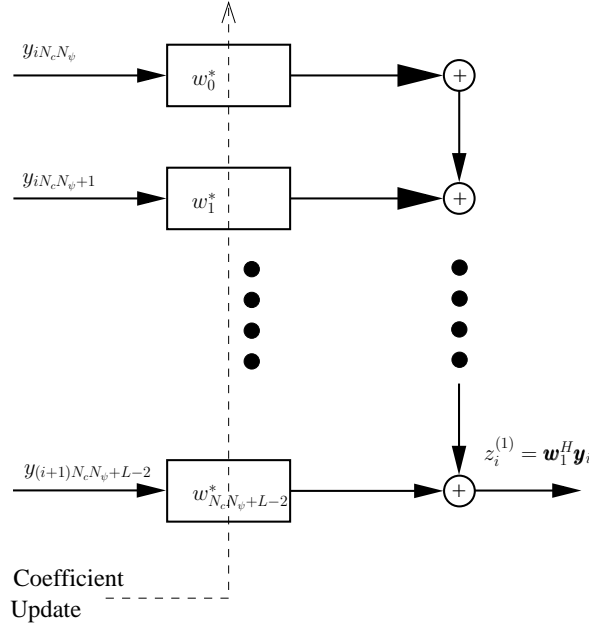 y_{iN_cN_ψ}
w_0^*
+
y_{iN_cN_ψ+1}
w_1^*
+
z_i^{(1)} = w_1^H y_i
y_{(i+1)N_cN_ψ+L-2}
w_{N_cN_ψ+L-2}^*
+
Coefficient
Update